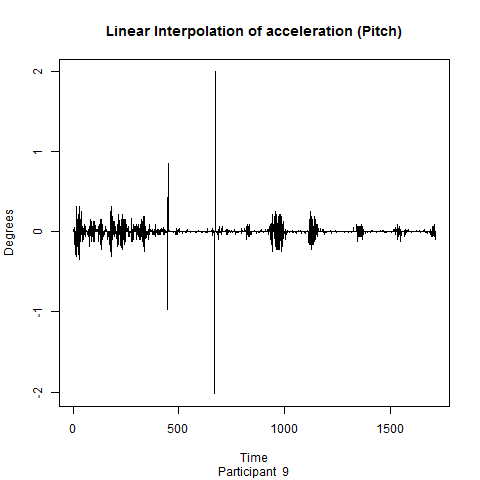 Linear Interpolation of acceleration (Pitch)
2
1
0
-1
-2
Degrees
0 500 1000 1500
Time
Participant 9